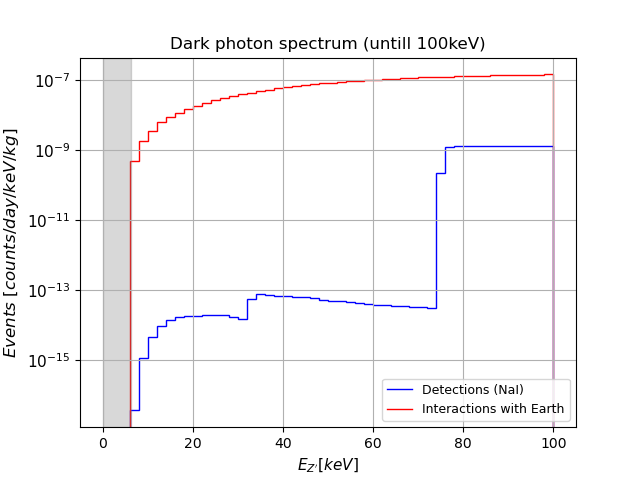 Dark photon spectrum (untill 100keV)
Events [counts/day/keV/kg]
10⁻⁷
10⁻⁹
10⁻¹¹
10⁻¹³
10⁻¹⁵
Detections (NaI)
Interactions with Earth
0 20 40 60 80 100
E_{Z'}[keV]